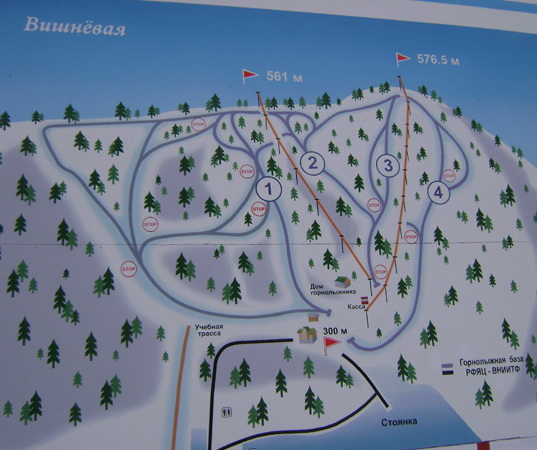 Вишнёвая
561 м
576.5 м
STOP
STOP
STOP
STOP
STOP
STOP
STOP
STOP
STOP
1
2
3
4
Дом
горнолыжника
Касса
Учебная
трасса
300 м
Горнолыжная база
РФЯЦ - ВНИИТФ
Стоянка